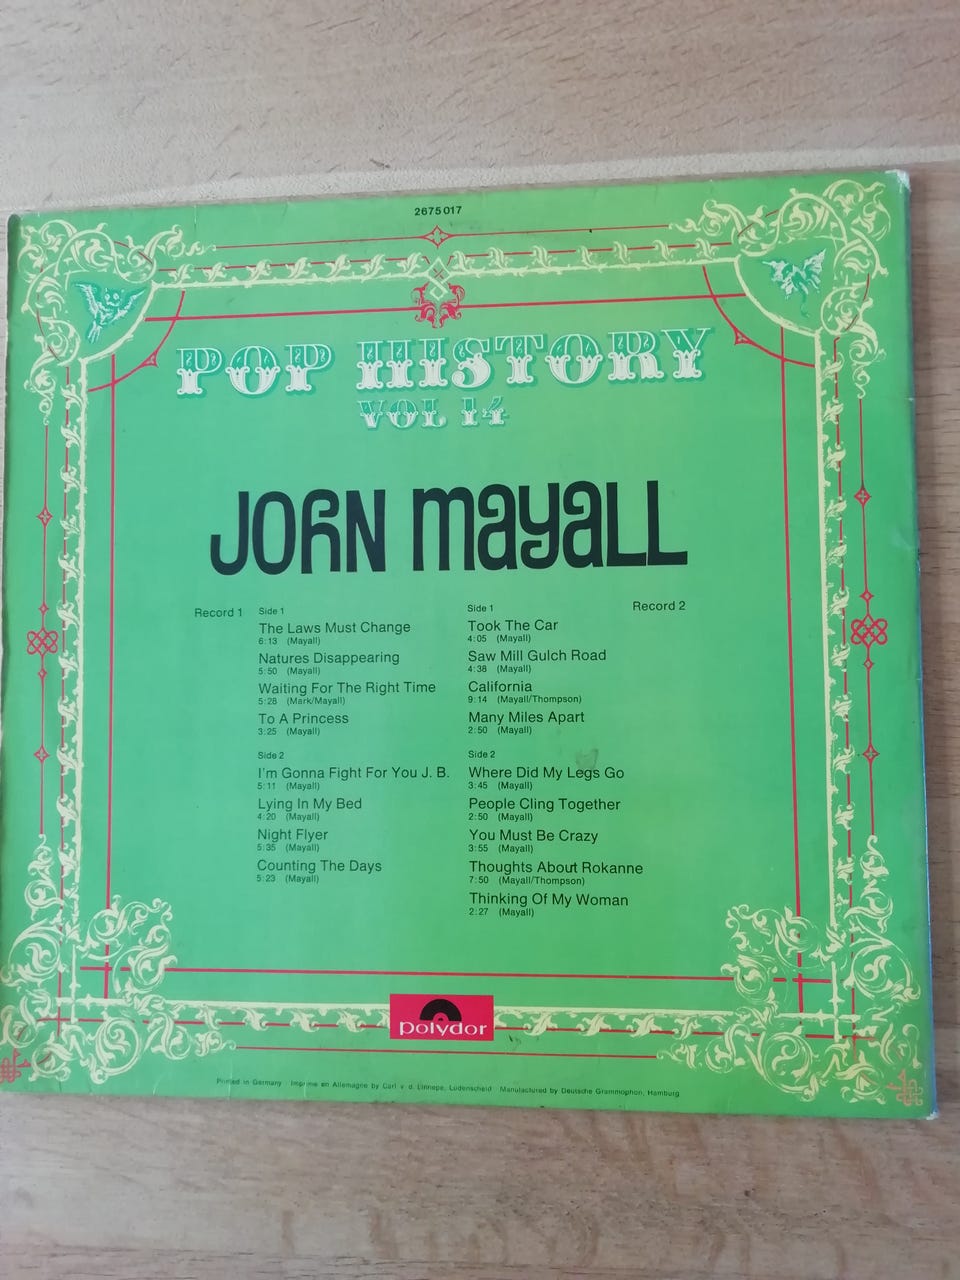 2675017
POP HISTORY
VOL 14
JOHN MAYALL
Record 1
Side 1
The Laws Must Change
6:13 (Mayall)
Natures Disappearing
5:50 (Mayall)
Waiting For The Right Time
5:28 (Mark/Mayall)
To A Princess
3:25 (Mayall)
Side 2
I'm Gonna Fight For You J. B.
5:11 (Mayall)
Lying In My Bed
4:20 (Mayall)
Night Flyer
5:35 (Mayall)
Counting The Days
5:23 (Mayall)
Record 2
Side 1
Took The Car
4:05 (Mayall)
Saw Mill Gulch Road
4:38 (Mayall)
California
9:14 (Mayall/Thompson)
Many Miles Apart
2:50 (Mayall)
Side 2
Where Did My Legs Go
3:45 (Mayall)
People Cling Together
2:50 (Mayall)
You Must Be Crazy
3:55 (Mayall)
Thoughts About Rokanne
7:50 (Mayall/Thompson)
Thinking Of My Woman
2:27 (Mayall)
polydor
Printed in Germany Imprimé en Allemagne by Carl v. d. Linnepe, Lüdenscheid Manufactured by Deutsche Grammophon, Hamburg